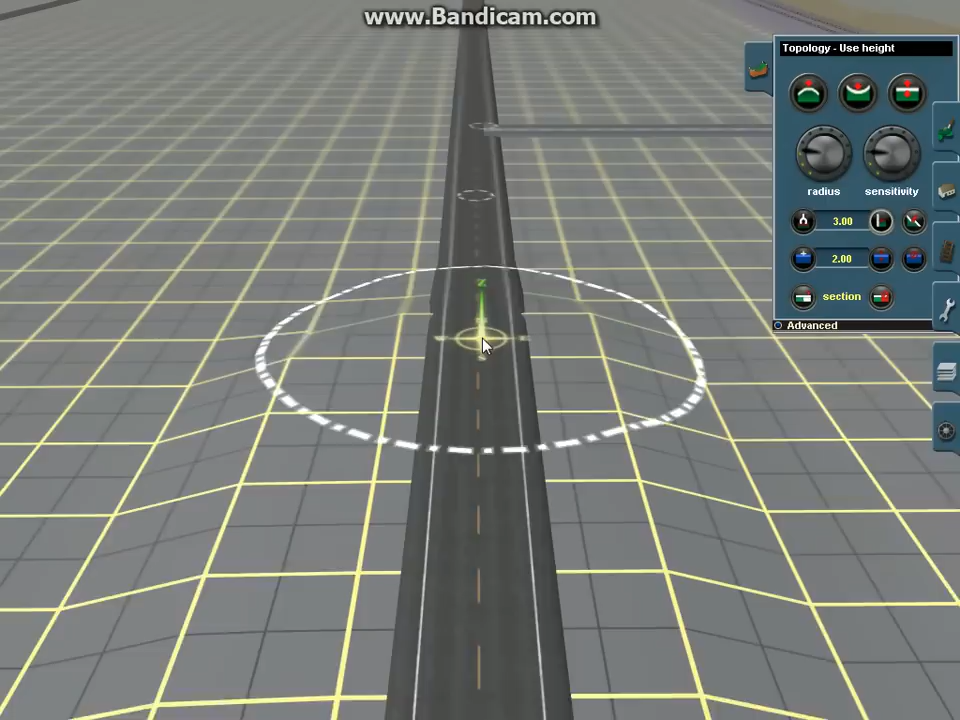 www.Bandicam.com
Topology - Use height
radius sensitivity
3.00
2.00
section
Advanced